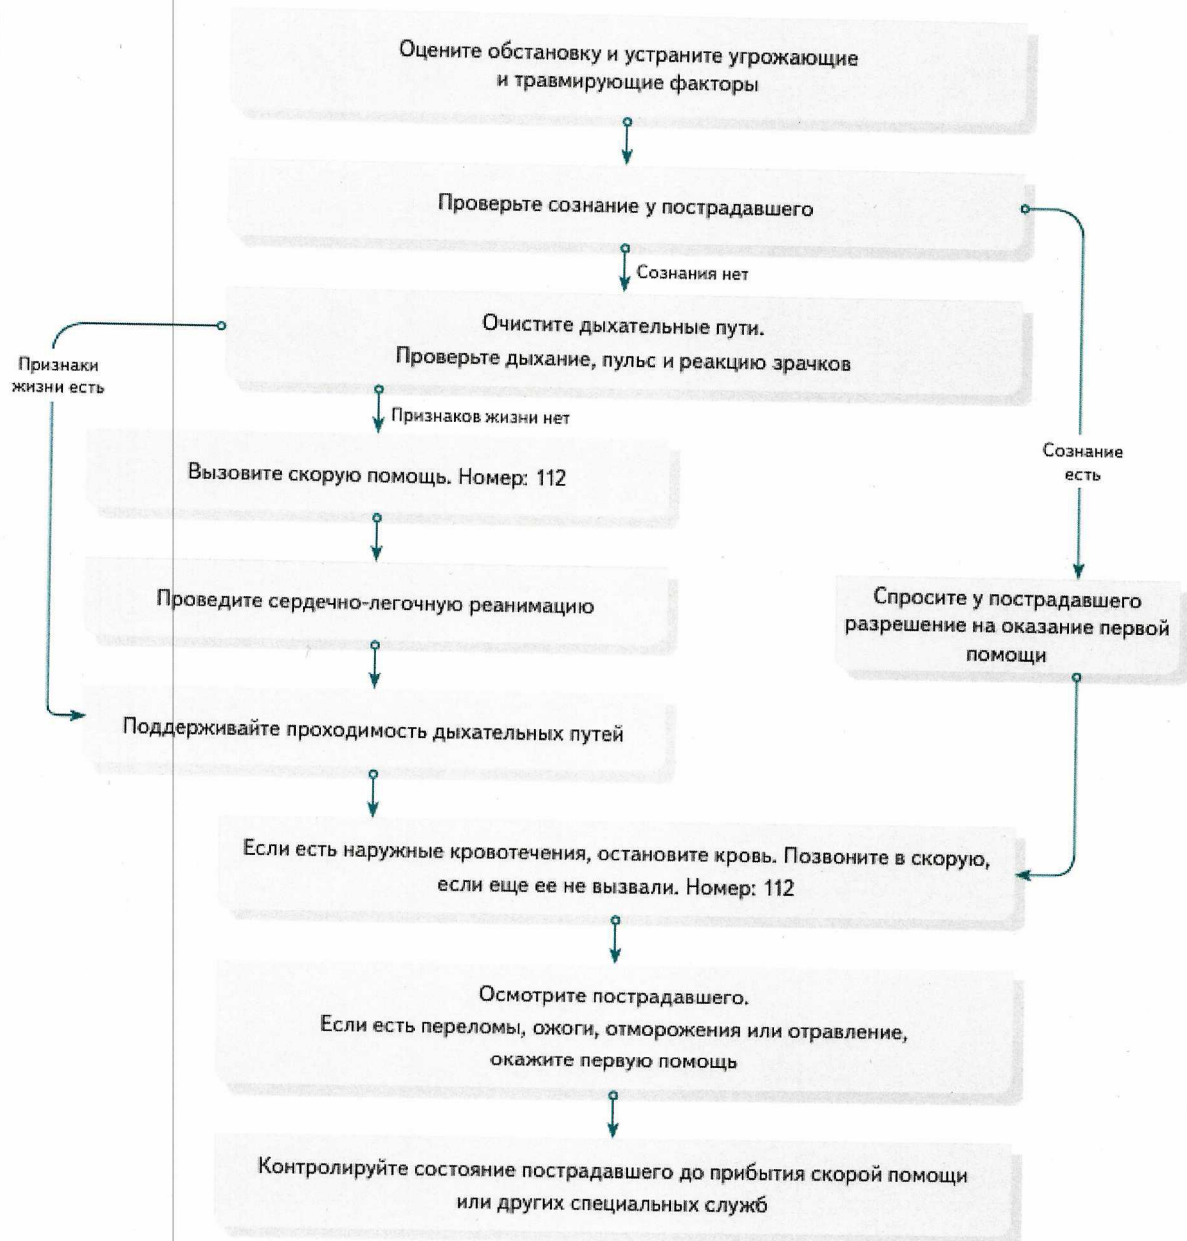 Оцените обстановку и устраните угрожающие
и травмирующие факторы
Проверьте сознание у пострадавшего
Сознания нет
Очистите дыхательные пути.
Проверьте дыхание, пульс и реакцию зрачков
Признаки
жизни есть
Признаков жизни нет
Вызовите скорую помощь. Номер: 112
Сознание
есть
Проведите сердечно-легочную реанимацию
Спросите у пострадавшего
разрешение на оказание первой
помощи
Поддерживайте проходимость дыхательных путей
Если есть наружные кровотечения, остановите кровь. Позвоните в скорую,
если еще ее не вызвали. Номер: 112
Осмотрите пострадавшего.
Если есть переломы, ожоги, отморожения или отравление,
окажите первую помощь
Контролируйте состояние пострадавшего до прибытия скорой помощи
или других специальных служб